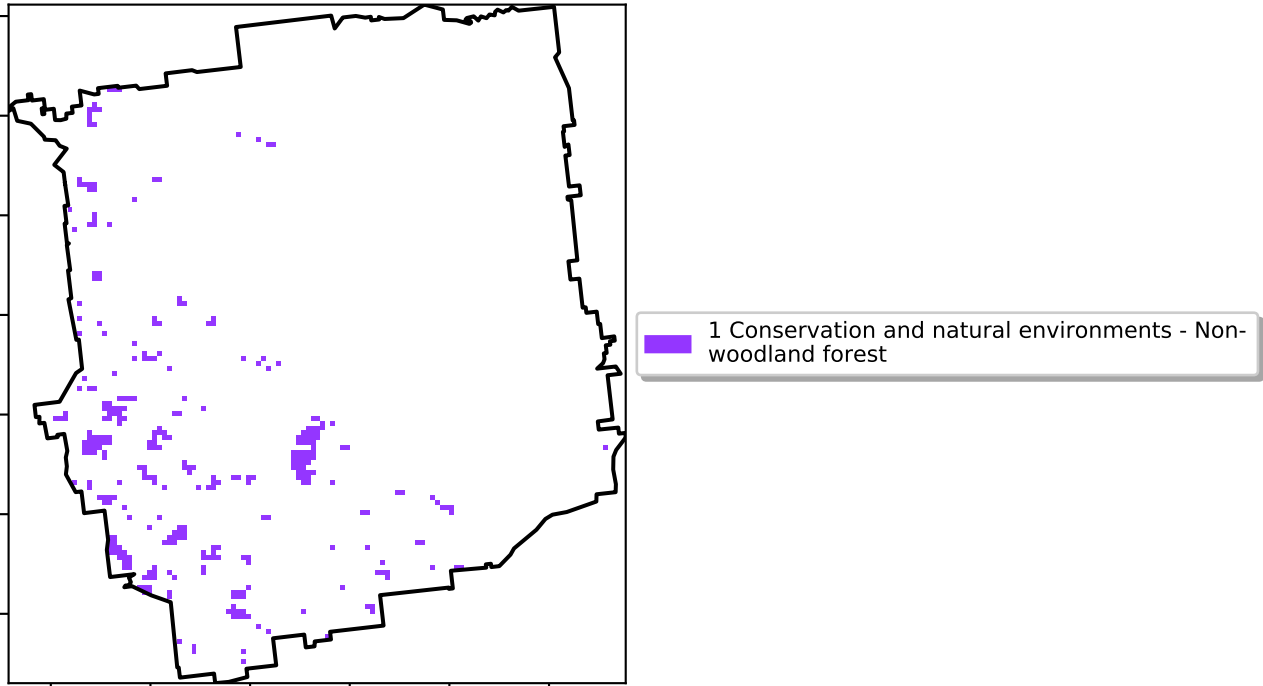 1 Conservation and natural environments - Non-
woodland forest